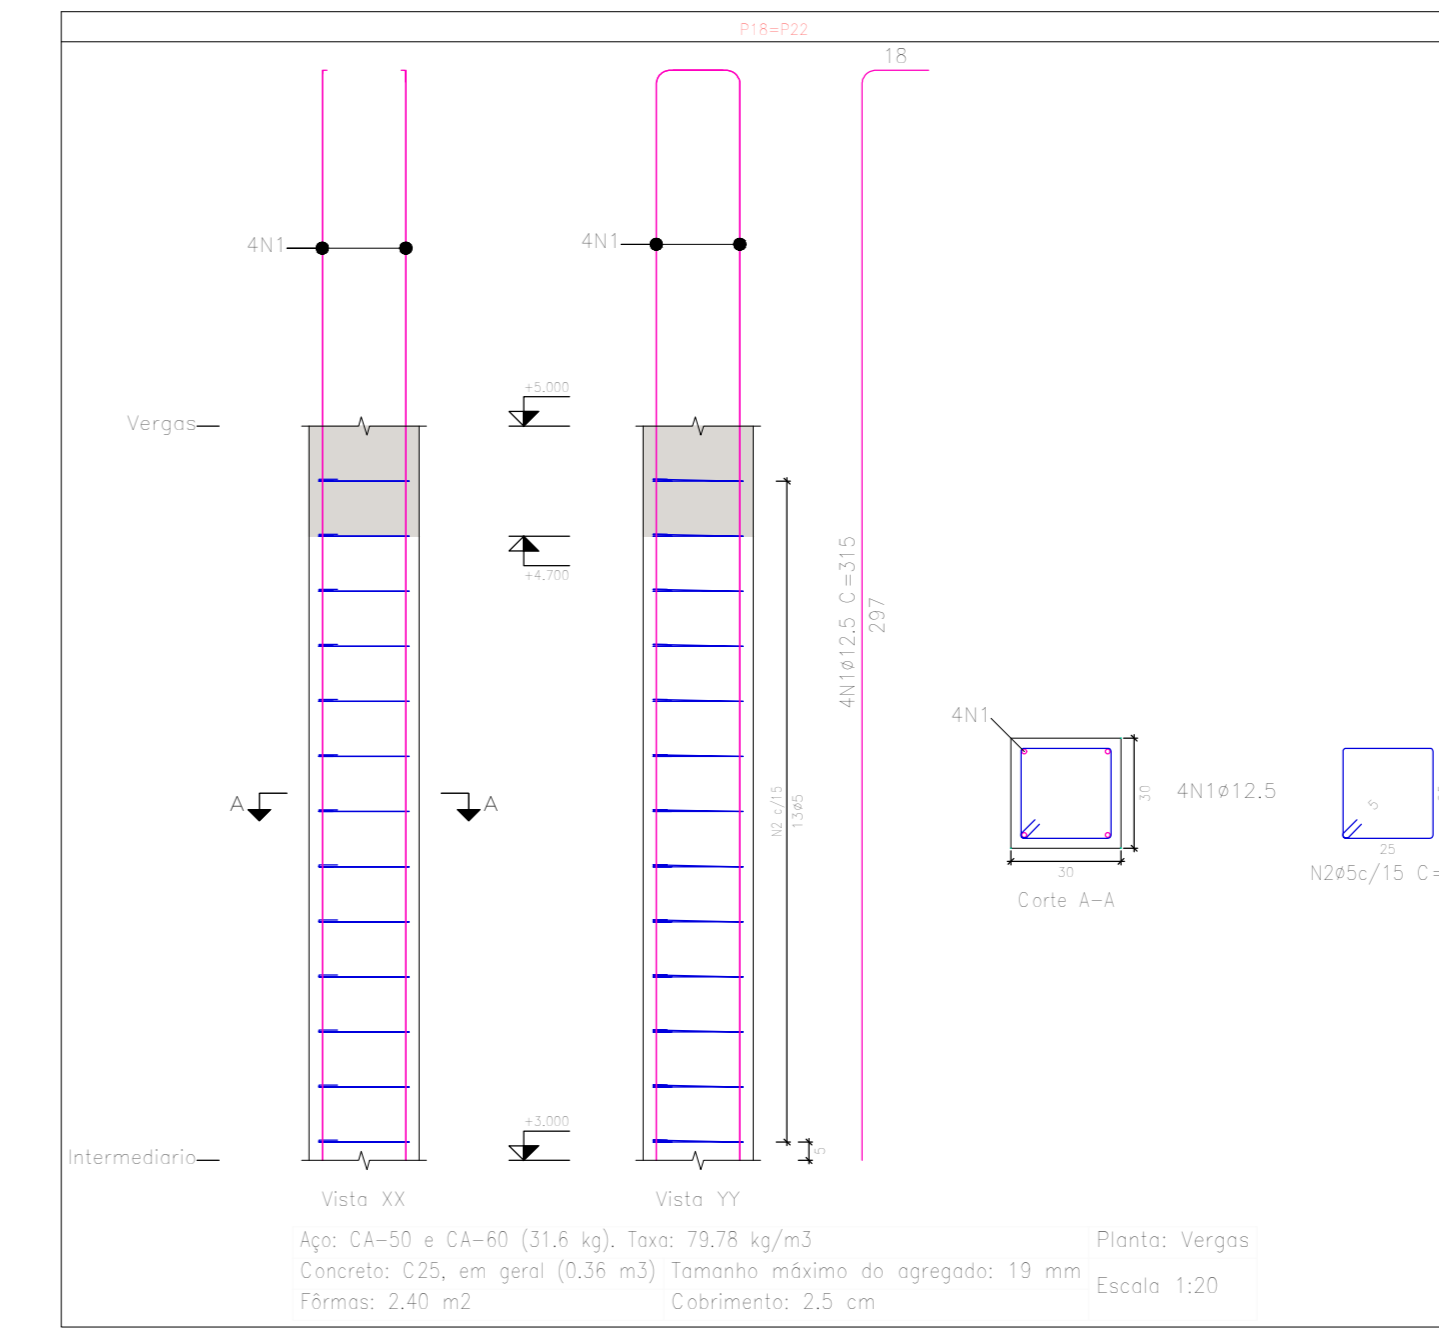 P18=P22
18
4N1
4N1
+5.000
Vergas
+4.700
4N1ø12.5 C=315
297
4N1
A
A
N2 c/15
13ø5
30
4N1ø12.5
5
25
30
N2ø5c/15 C=
Corte A-A
+3.000
5
Intermediario
Vista XX
Vista YY
Aço: CA-50 e CA-60 (31.6 kg). Taxa: 79.78 kg/m3
Planta: Vergas
Concreto: C25, em geral (0.36 m3) Tamanho máximo do agregado: 19 mm
Escala 1:20
Fôrmas: 2.40 m2
Cobrimento: 2.5 cm